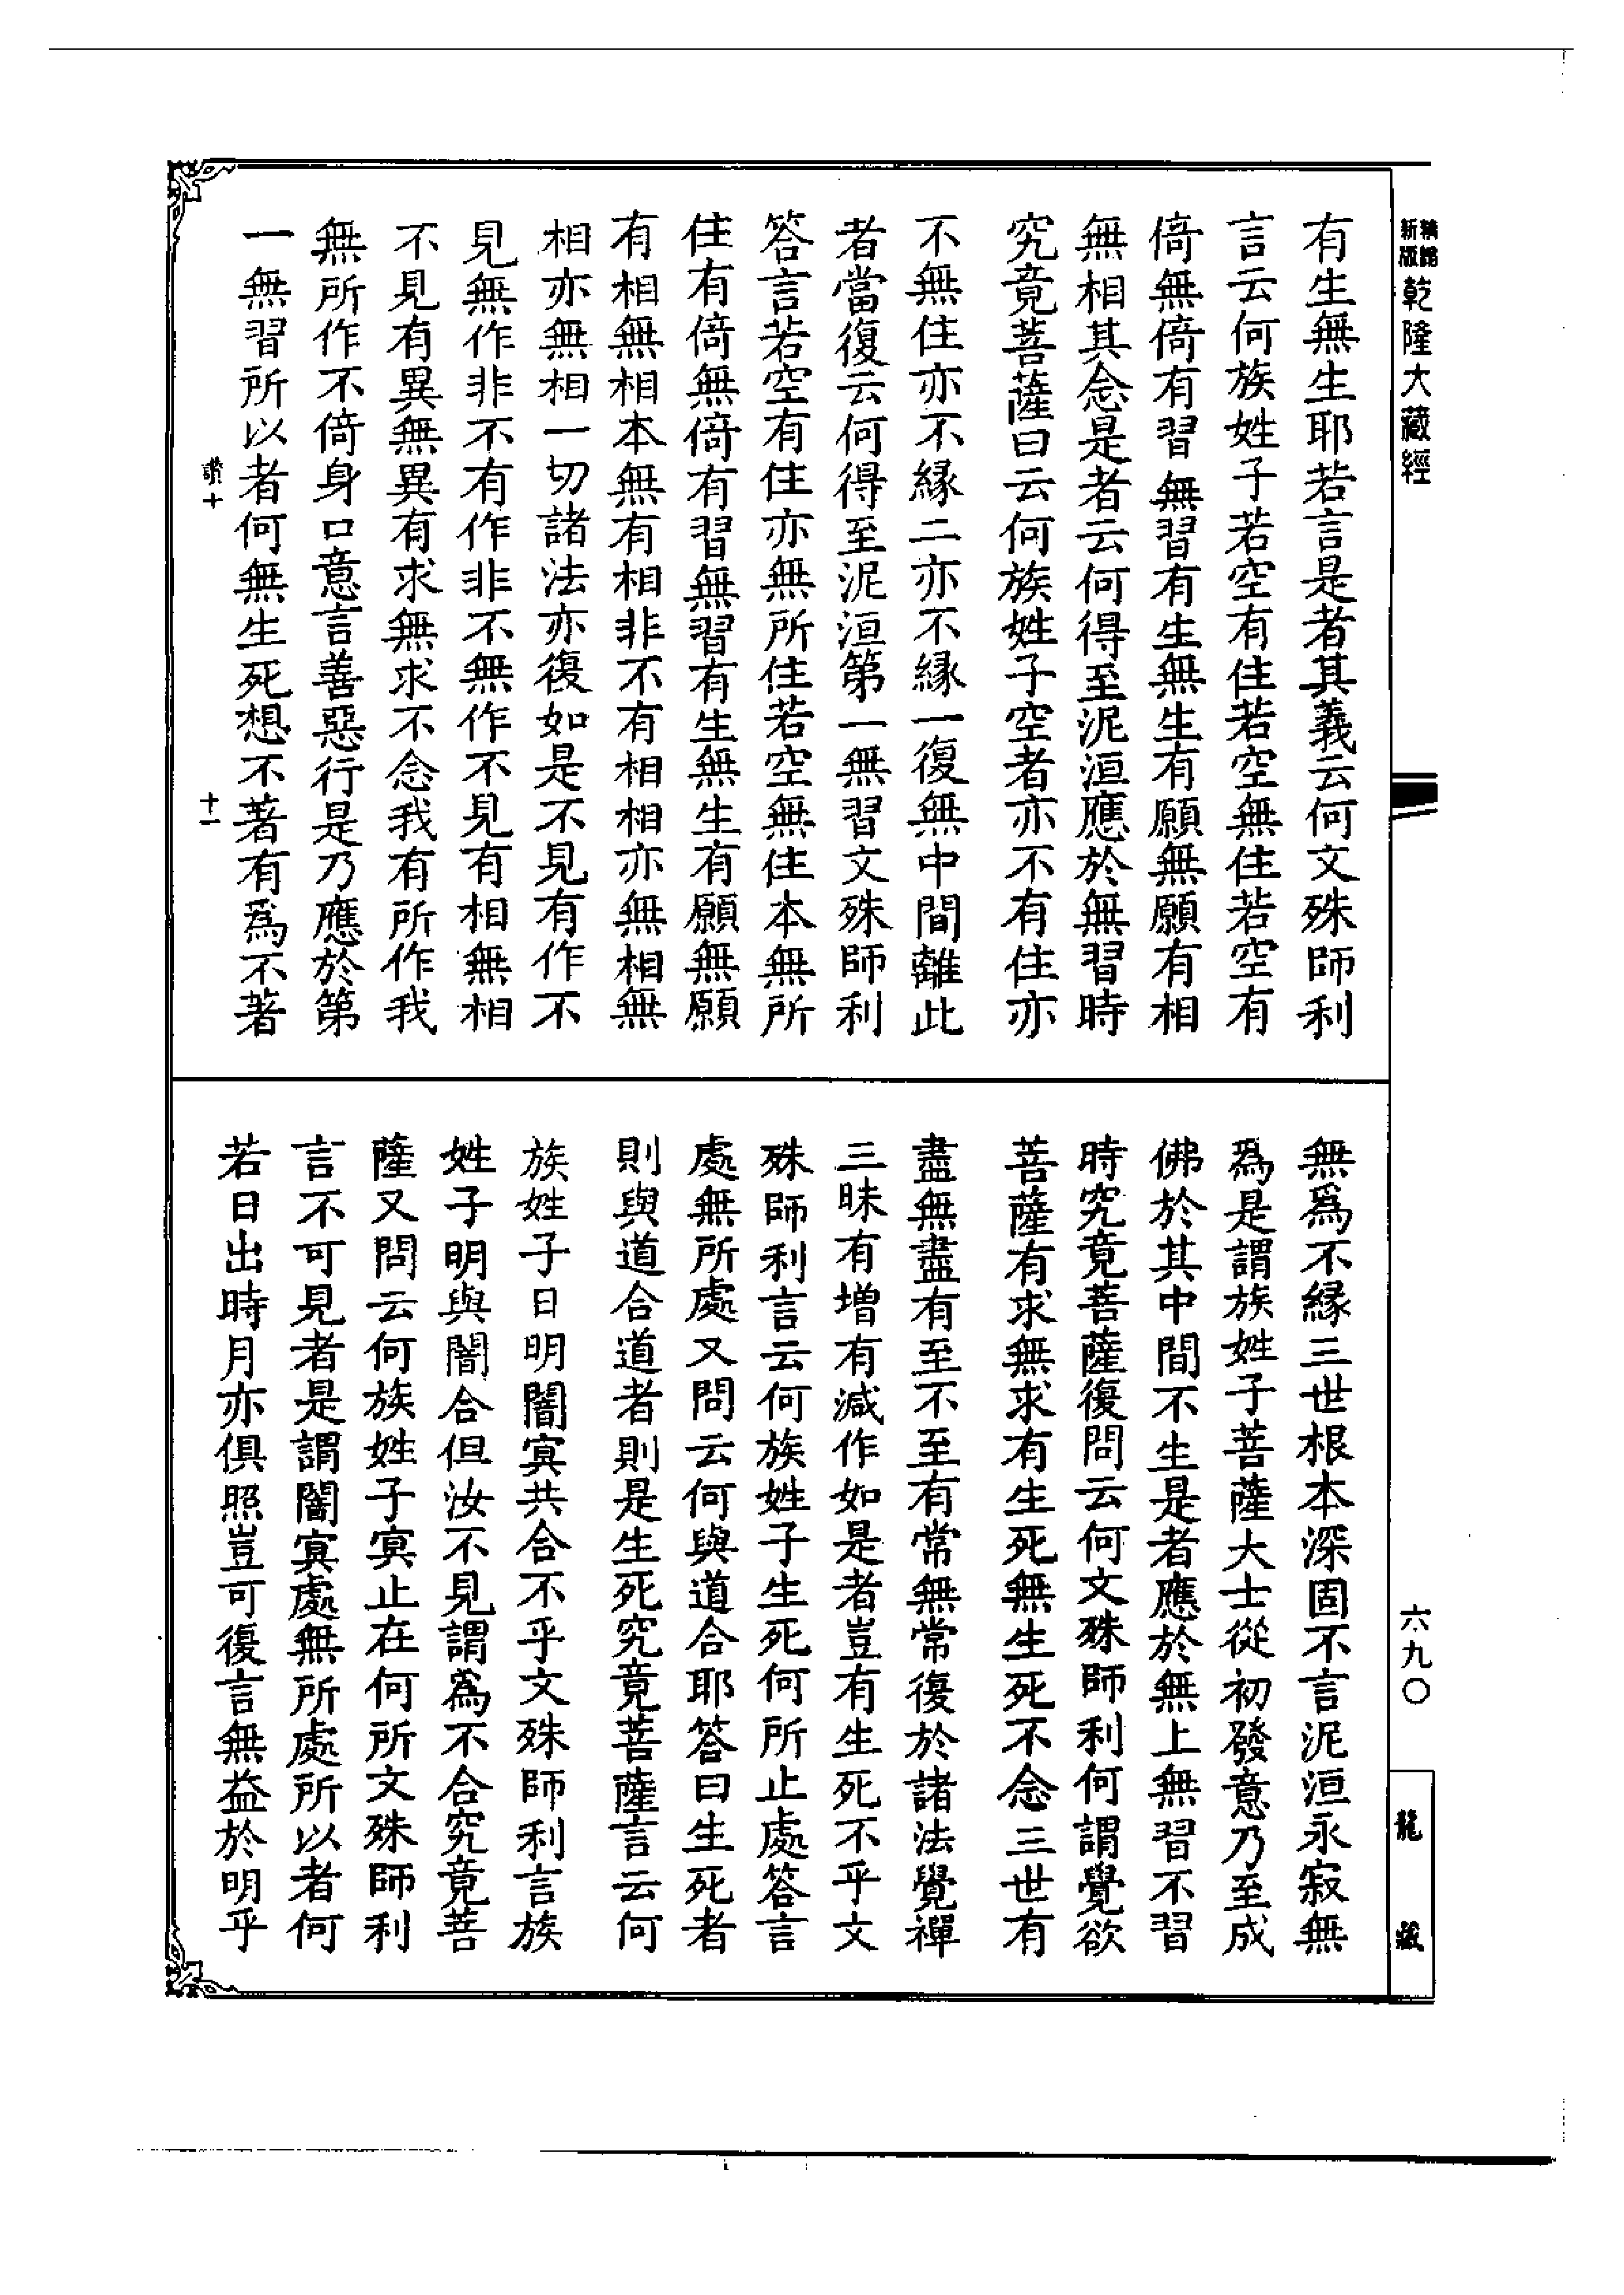 精鐫新版乾隆大藏經
有生無生耶若言是者其義云何文殊師利
言云何族姓子若空有住若空無住若空有
倚無倚有習無習有生無生有願無願有相
無相其念是者云何得至泥洹應於無習時
究竟菩薩曰云何族姓子空者亦不有住亦
不無住亦不緣二亦不緣一復無中間離此
者當復云何得至泥洹第一無習文殊師利
答言若空有住亦無所住若空無住本無所
住有倚無倚有習無習有生無生有願無願
有相無相本無有相非不有相相亦無相無
相亦無相一切諸法亦復如是不見有作不
見無作非不有作非不無作不見有相無相
不見有異無異有求無求不念我有所作我
無所作不倚身口意言善惡行是乃應於第
一無習所以者何無生死想不著有為不著
讚十
十一
無為不緣三世根本深固不言泥洹永寂無
為是謂族姓子菩薩大士從初發意乃至成
佛於其中間不生是者應於無上無習不習
時究竟菩薩復問云何文殊師利何謂覺欲
菩薩有求無求有生死無生死不念三世有
盡無盡有至不至有常無常復於諸法覺禪
三昧有增有減作如是者豈有生死不乎文
殊師利言云何族姓子生死何所止處答言
處無所處又問云何與道合耶答曰生死者
則與道合道者則是生死究竟菩薩言云何
族姓子日明闇冥共合不乎文殊師利言族
姓子明與闇合但汝不見謂為不合究竟菩
薩又問云何族姓子冥止在何所文殊師利
言不可見者是謂闇冥處無所處所以者何
若日出時月亦俱照豈可復言無益於明乎
六九〇
龍藏